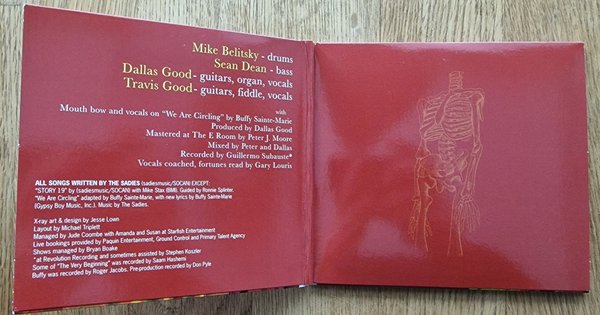 Mike Belitsky - drums
Sean Dean - bass
Dallas Good - guitars, organ, vocals
Travis Good - guitars, fiddle, vocals
with
Mouth bow and vocals on "We Are Circling" by Buffy Sainte-Marie
Produced by Dallas Good
Mastered at The E Room by Peter J. Moore
Mixed by Peter and Dallas
Recorded by Guillermo Subauste*
Vocals coached, fortunes read by Gary Louris
ALL SONGS WRITTEN BY THE SADIES (sadiesmusic/SOCAN) EXCEPT:
"STORY 19" by (sadiesmusic/SOCAN) with Mike Stax (BMI). Guided by Ronnie Splinter.
"We Are Circling" adapted by Buffy Sainte-Marie, with new lyrics by Buffy Sainte-Marie
(Gypsy Boy Music, Inc.). Music by The Sadies.
X-ray art & design by Jesse Lown
Layout by Michael Triplett
Managed by Jude Coombe with Amanda and Susan at Starfish Entertainment
Live bookings provided by Paquin Entertainment, Ground Control and Primary Talent Agency
Shows managed by Bryan Boake
*at Revolution Recording and sometimes assisted by Stephen Koszler
Some of "The Very Beginning" was recorded by Saam Hashemi
Buffy was recorded by Roger Jacobs. Pre-production recorded by Don Pyle